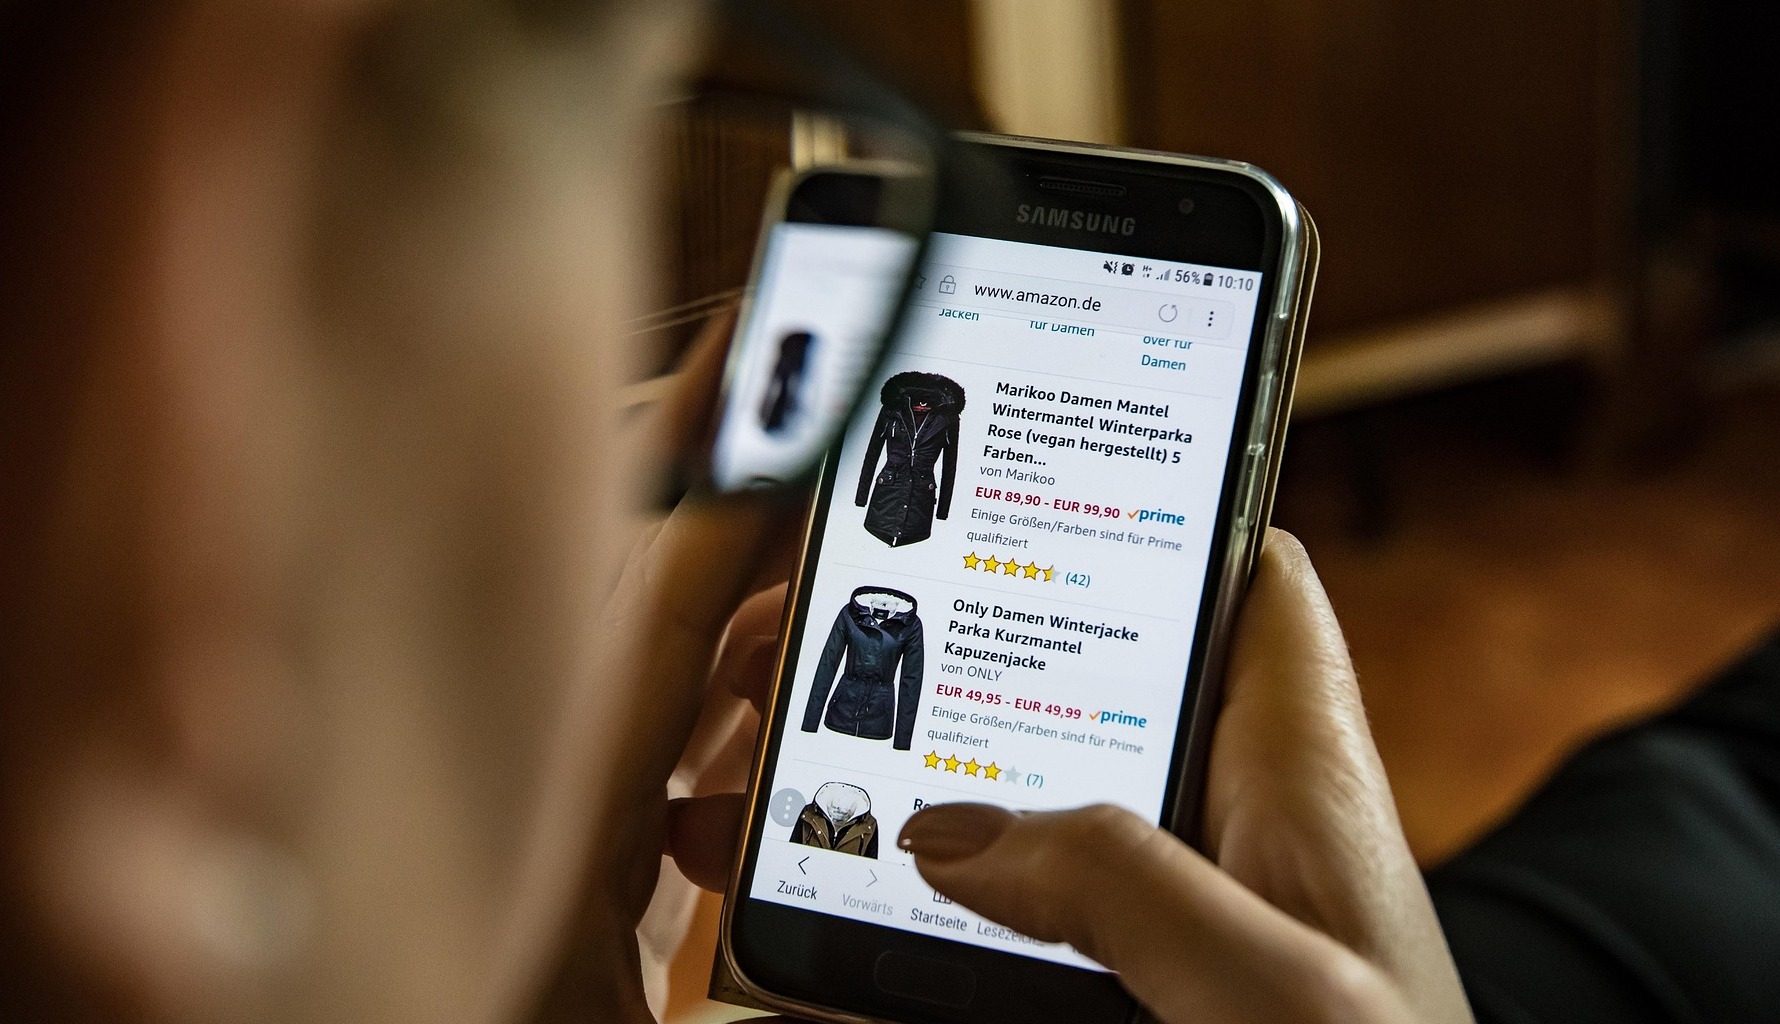 SAMSUNG
56% 10:10
www.amazon.de
Jacken
für Damen
over für
Damen
Marikoo Damen Mantel
Wintermantel Winterparka
Rose (vegan hergestellt) 5
Farben...
von Marikoo
EUR 89,90 - EUR 99,90 prime
Einige Größen/Farben sind für Prime
qualifiziert
(42)
Only Damen Winterjacke
Parka Kurzmantel
Kapuzenjacke
von ONLY
EUR 49,95 - EUR 49,99 prime
Einige Größen/Farben sind für Prime
qualifiziert
(7)
Zurück
Vorwärts
Startseite